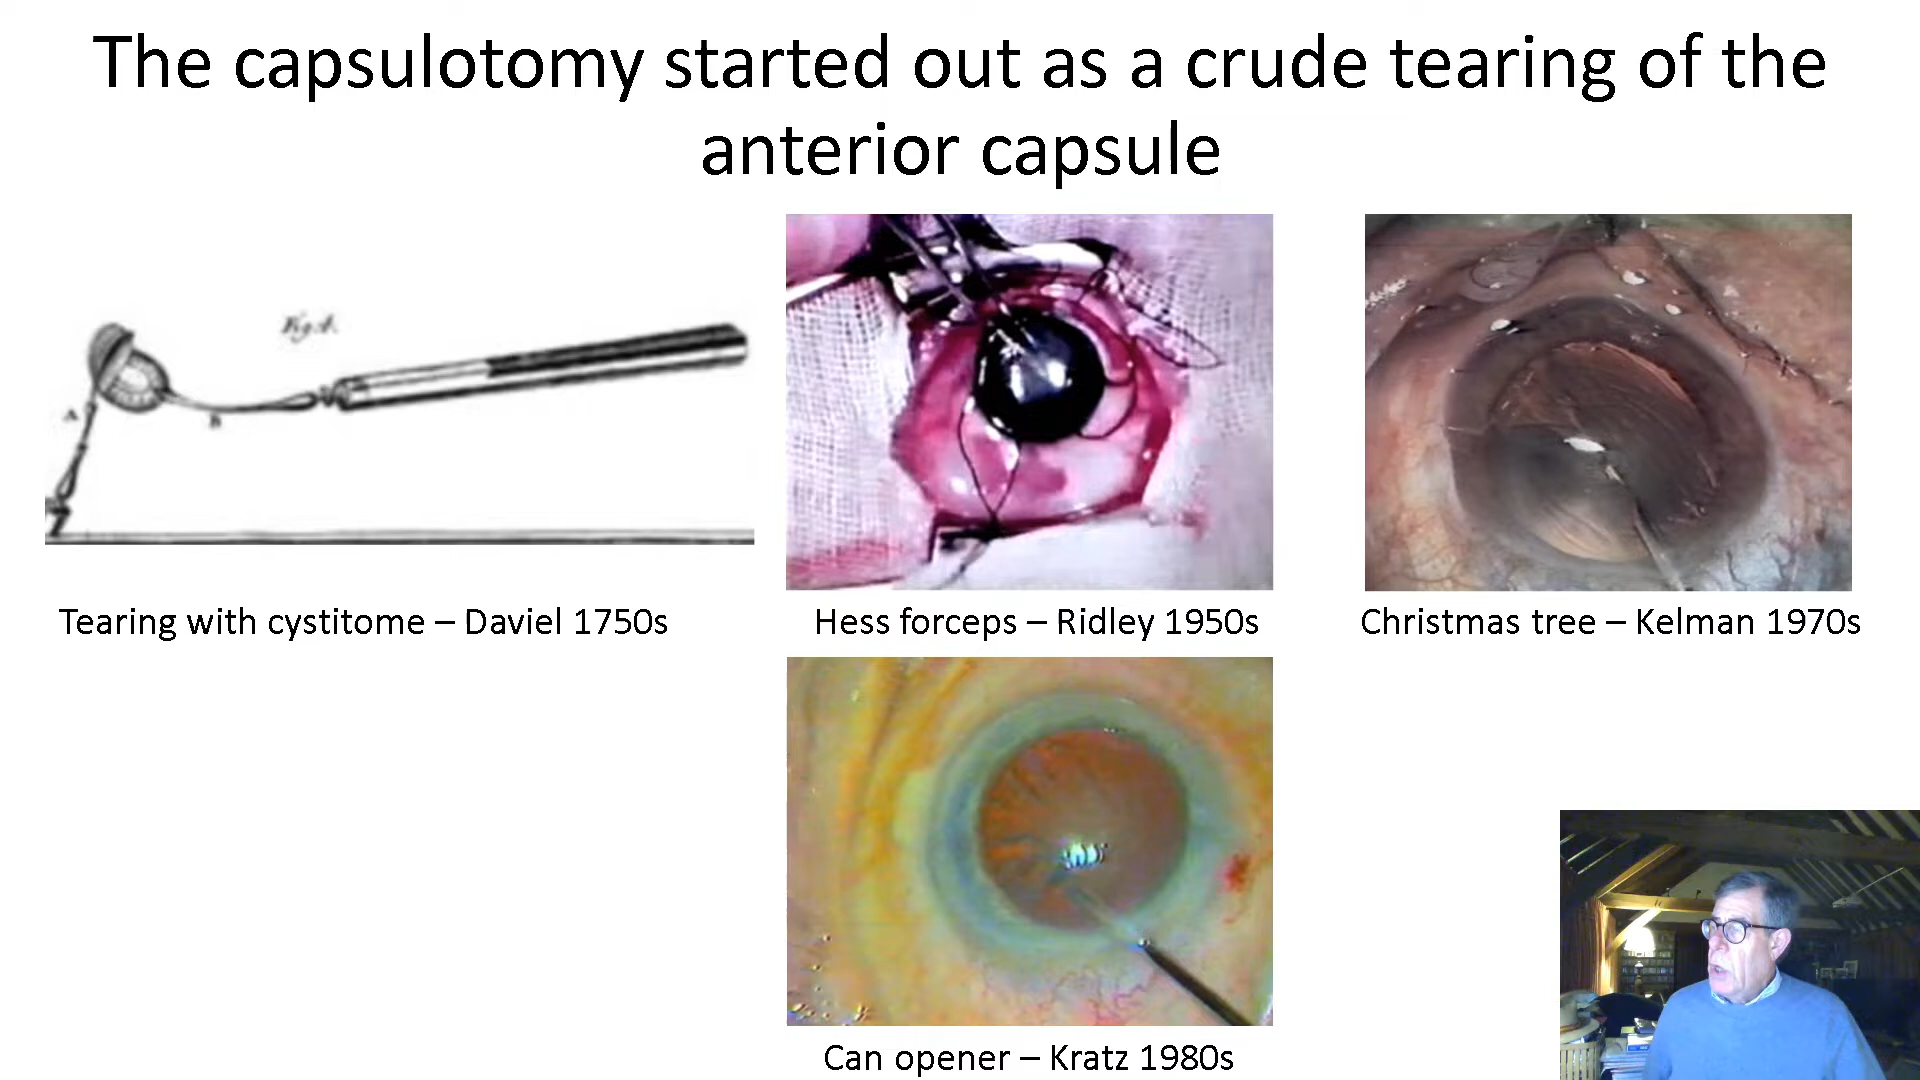 The capsulotomy started out as a crude tearing of the
anterior capsule
Tearing with cystitome – Daviel 1750s
Hess forceps – Ridley 1950s
Christmas tree – Kelman 1970s
Can opener – Kratz 1980s